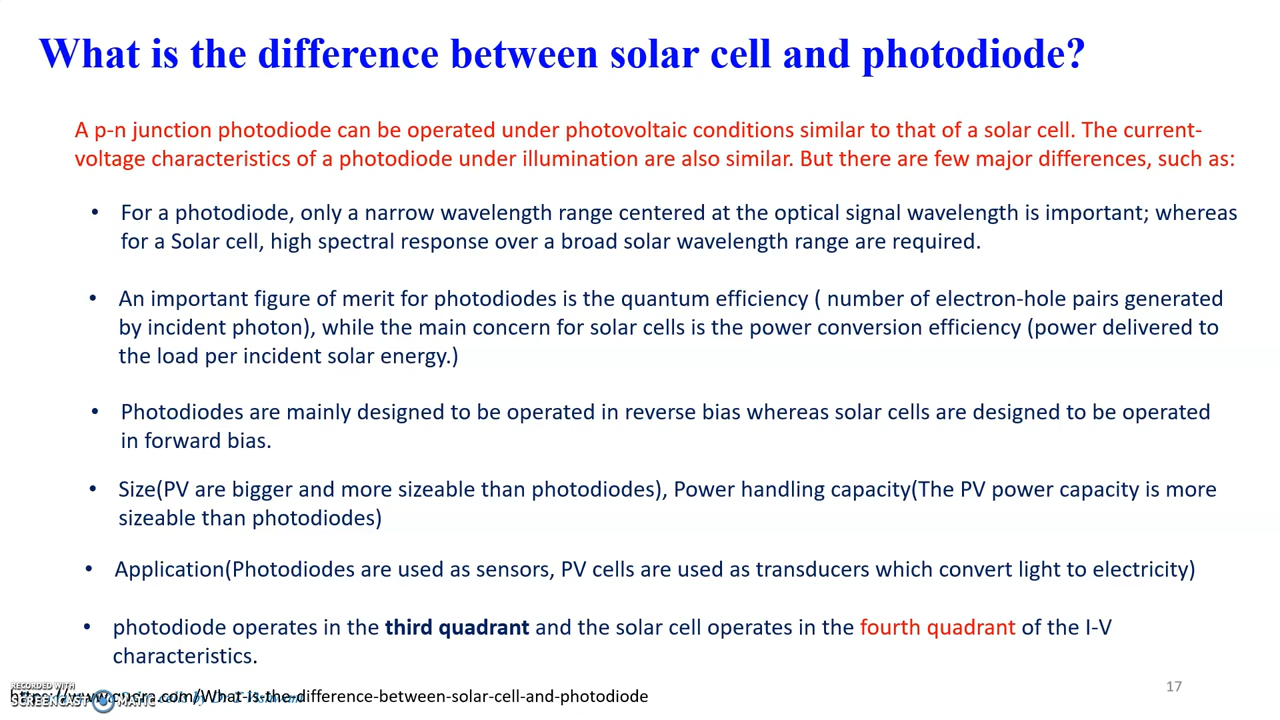 What is the difference between solar cell and photodiode?
A p-n junction photodiode can be operated under photovoltaic conditions similar to that of a solar cell. The current-
voltage characteristics of a photodiode under illumination are also similar. But there are few major differences, such as:
• For a photodiode, only a narrow wavelength range centered at the optical signal wavelength is important; whereas
for a Solar cell, high spectral response over a broad solar wavelength range are required.
• An important figure of merit for photodiodes is the quantum efficiency ( number of electron-hole pairs generated
by incident photon), while the main concern for solar cells is the power conversion efficiency (power delivered to
the load per incident solar energy.)
• Photodiodes are mainly designed to be operated in reverse bias whereas solar cells are designed to be operated
in forward bias.
• Size(PV are bigger and more sizeable than photodiodes), Power handling capacity(The PV power capacity is more
sizeable than photodiodes)
• Application(Photodiodes are used as sensors, PV cells are used as transducers which convert light to electricity)
• photodiode operates in the third quadrant and the solar cell operates in the fourth quadrant of the I-V
characteristics.
17
RECORDED WITH
SCREENCAST MATIC
/What-is-the-difference-between-solar-cell-and-photodiode